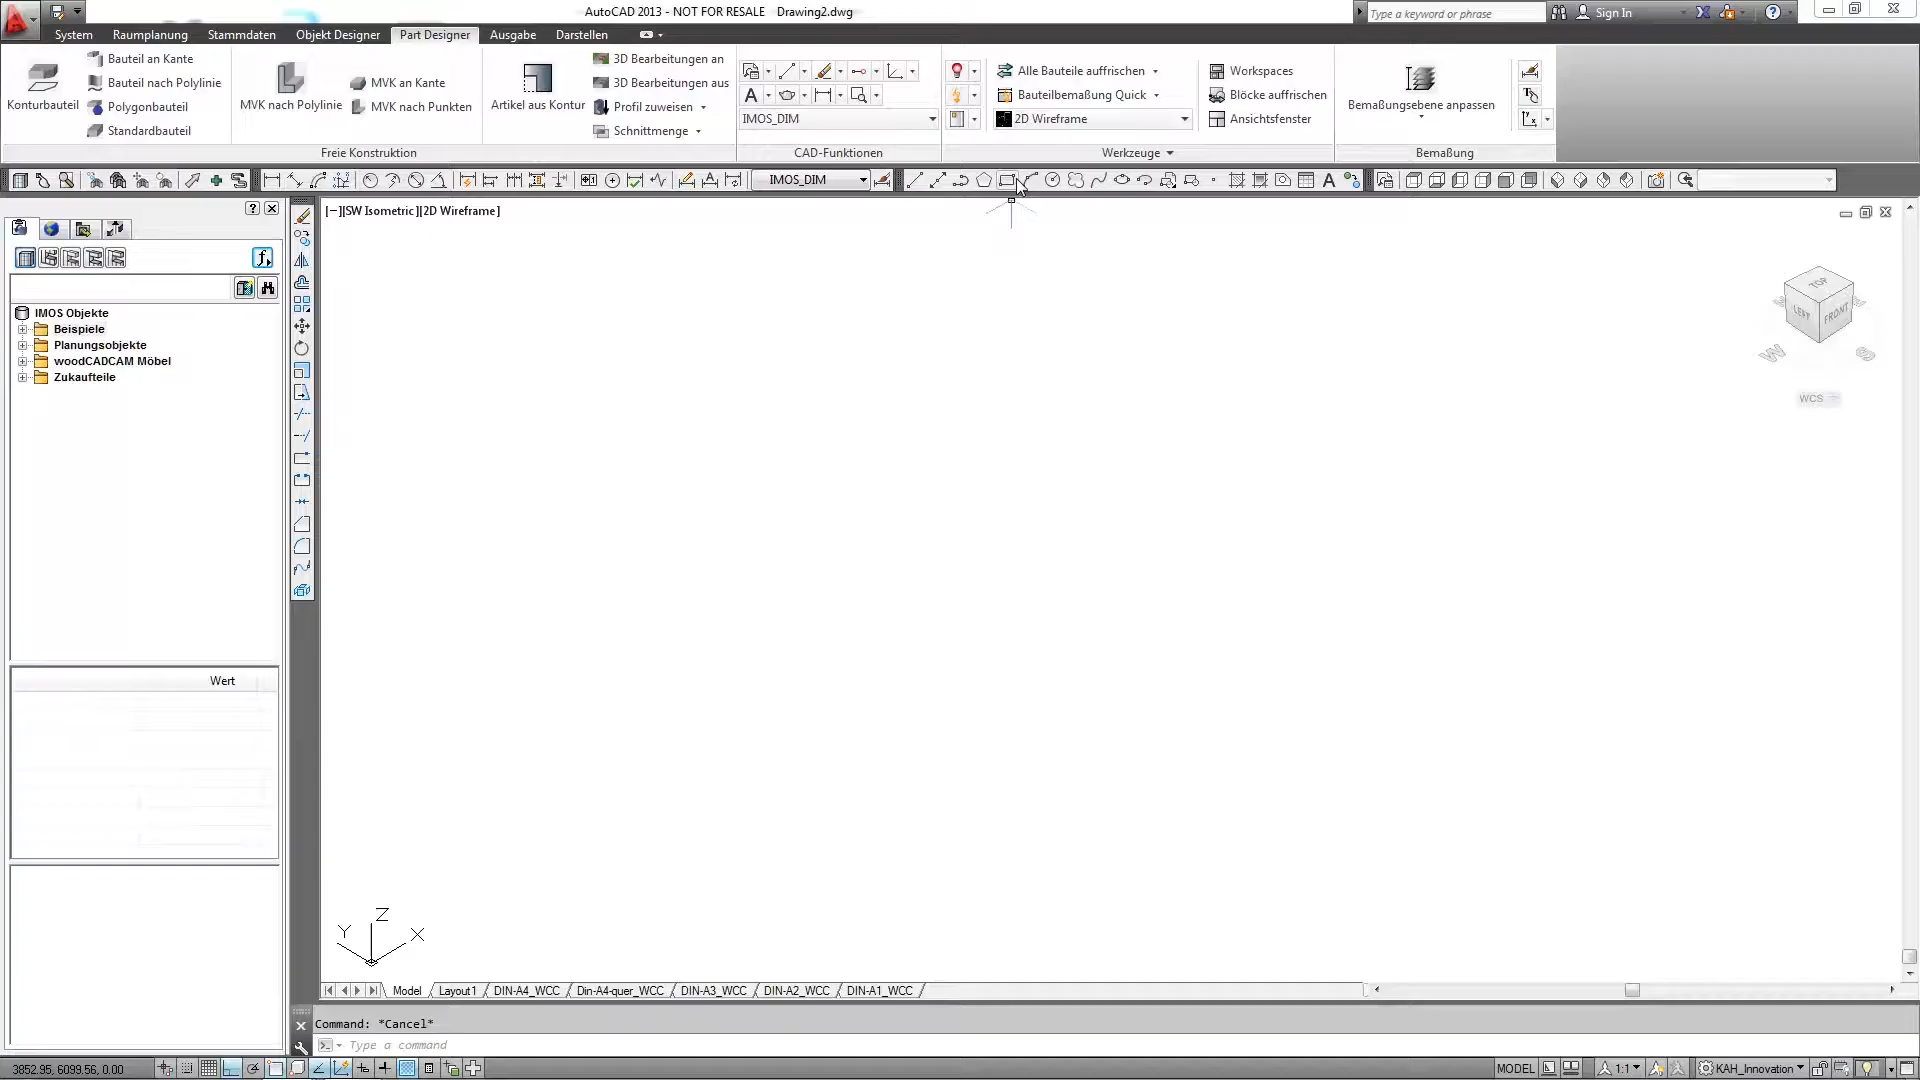 AutoCAD 2013 - NOT FOR RESALE Drawing2.dwg
Type a keyword or phrase
Sign In
System Raumplanung Stammdaten Objekt Designer Part Designer Ausgabe Darstellen
Konturbauteil
Bauteil an Kante
Bauteil nach Polylinie
Polygonbauteil
Standardbauteil
MVK nach Polylinie
MVK an Kante
MVK nach Punkten
Artikel aus Kontur
3D Bearbeitungen an
3D Bearbeitungen aus
Profil zuweisen
Schnittmenge
Freie Konstruktion
IMOS_DIM
CAD-Funktionen
Alle Bauteile auffrischen
Bauteilbemaßung Quick
2D Wireframe
Workspaces
Blöcke auffrischen
Ansichtsfenster
Werkzeuge
Bemaßungsebene anpassen
Bemaßung
IMOS_DIM
[−][SW Isometric][2D Wireframe]
IMOS Objekte
Beispiele
Planungsobjekte
woodCADCAM Möbel
Zukaufteile
Wert
TOP
LEFT
FRONT
W
S
WCS
Z
Y
X
Model Layout1 DIN-A4_WCC Din-A4-quer_WCC DIN-A3_WCC DIN-A2_WCC DIN-A1_WCC
Command: *Cancel*
Type a command
3852.95, 6099.56, 0.00
MODEL
1:1
KAH_Innovation